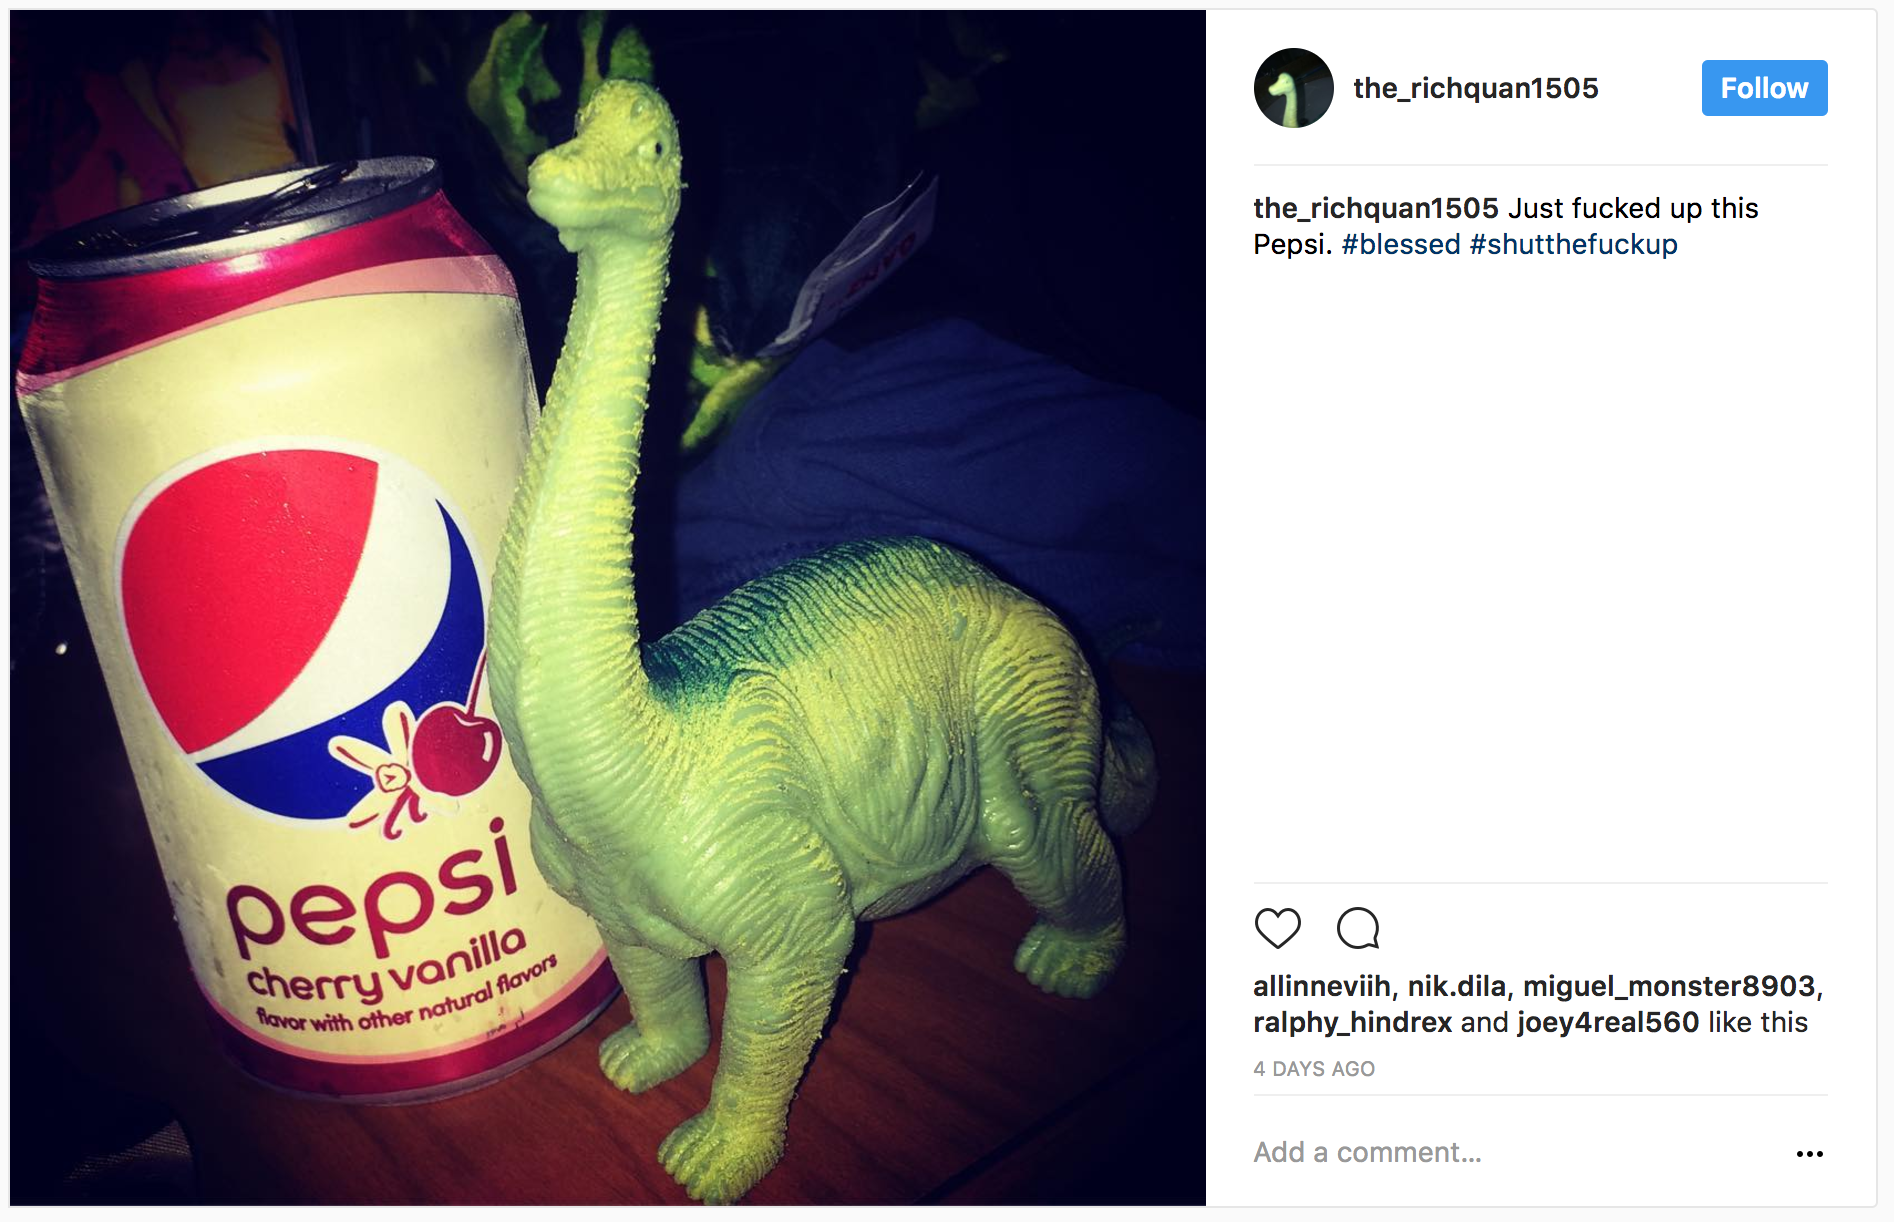 pepsi
cherry vanilla
flavor with other natural flavors
the_richquan1505
Follow
the_richquan1505 Just fucked up this
Pepsi. #blessed #shutthefuckup
allinneviih, nik.dila, miguel_monster8903,
ralphy_hindrex and joey4real560 like this
4 DAYS AGO
Add a comment...